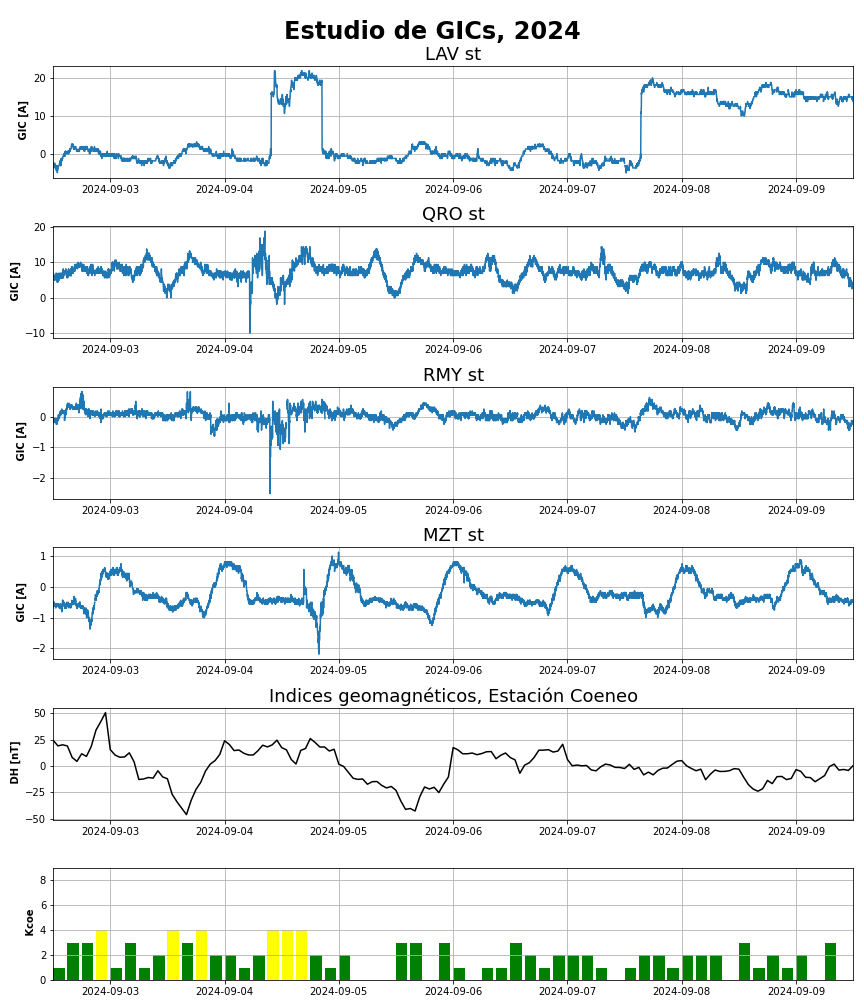 Estudio de GICs, 2024
LAV st
GIC [A]
20
10
0
2024-09-03 2024-09-04 2024-09-05 2024-09-06 2024-09-07 2024-09-08 2024-09-09
QRO st
GIC [A]
20
10
0
−10
2024-09-03 2024-09-04 2024-09-05 2024-09-06 2024-09-07 2024-09-08 2024-09-09
RMY st
GIC [A]
0
−1
−2
2024-09-03 2024-09-04 2024-09-05 2024-09-06 2024-09-07 2024-09-08 2024-09-09
MZT st
GIC [A]
1
0
−1
−2
2024-09-03 2024-09-04 2024-09-05 2024-09-06 2024-09-07 2024-09-08 2024-09-09
Indices geomagnéticos, Estación Coeneo
DH [nT]
50
25
0
−25
−50
2024-09-03 2024-09-04 2024-09-05 2024-09-06 2024-09-07 2024-09-08 2024-09-09
Kcoe
8
6
4
2
0
2024-09-03 2024-09-04 2024-09-05 2024-09-06 2024-09-07 2024-09-08 2024-09-09